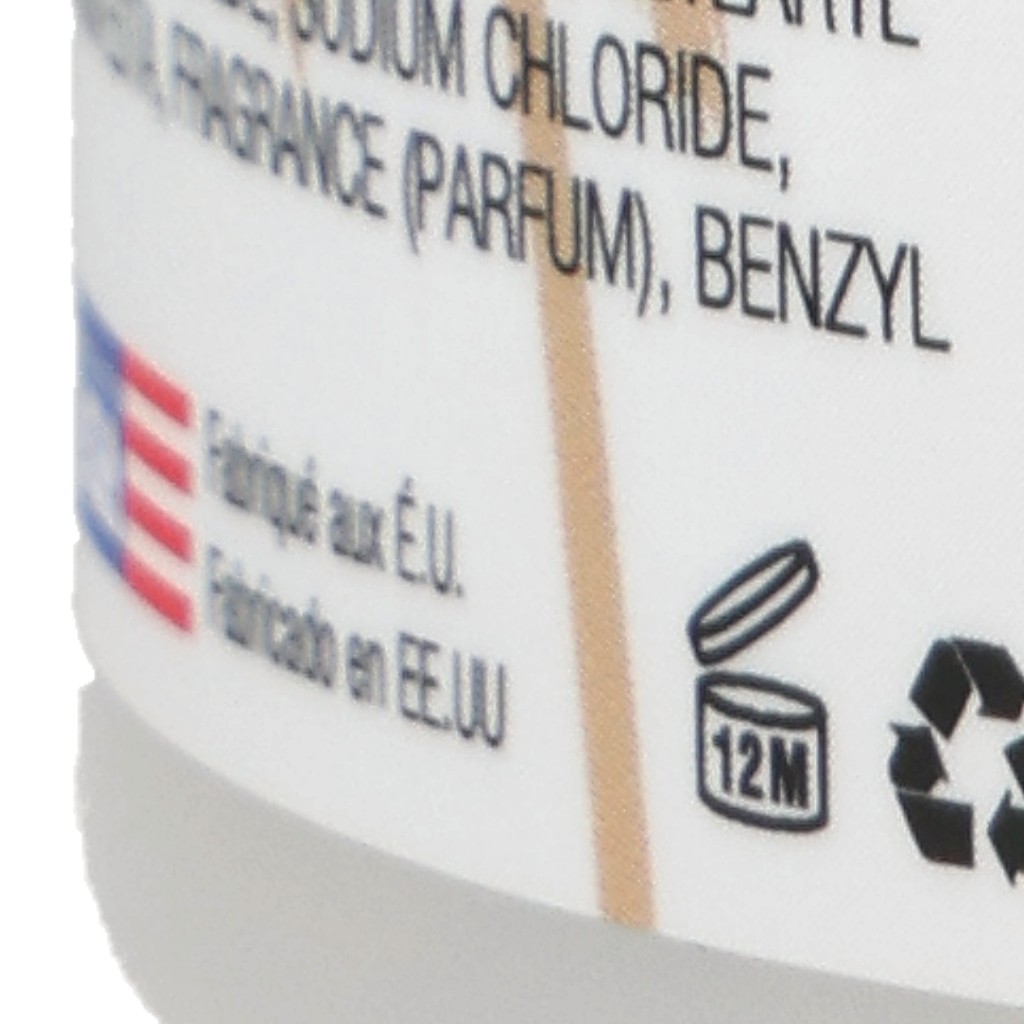 SODIUM CHLORIDE,
FRAGRANCE (PARFUM), BENZYL
Fabriqué aux É.U.
Fabricado en EE.UU
12M